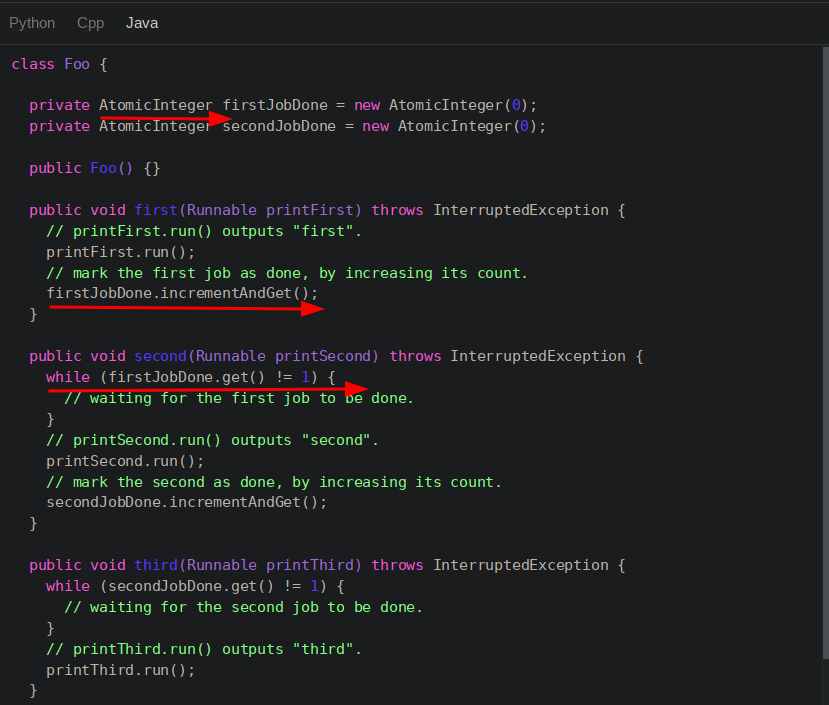 Python Cpp Java
class Foo {
private AtomicInteger firstJobDone = new AtomicInteger(0);
private AtomicInteger secondJobDone = new AtomicInteger(0);
public Foo() {}
public void first(Runnable printFirst) throws InterruptedException {
// printFirst.run() outputs "first".
printFirst.run();
// mark the first job as done, by increasing its count.
firstJobDone.incrementAndGet();
}
public void second(Runnable printSecond) throws InterruptedException {
while (firstJobDone.get() != 1) {
// waiting for the first job to be done.
}
// printSecond.run() outputs "second".
printSecond.run();
// mark the second as done, by increasing its count.
secondJobDone.incrementAndGet();
}
public void third(Runnable printThird) throws InterruptedException {
while (secondJobDone.get() != 1) {
// waiting for the second job to be done.
}
// printThird.run() outputs "third".
printThird.run();
}